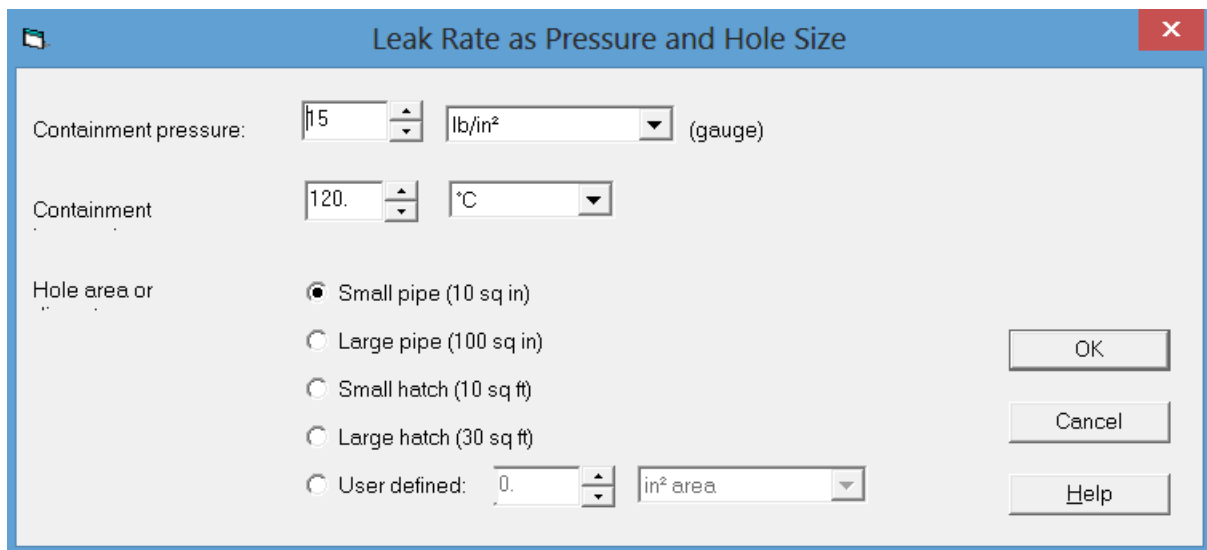 Leak Rate as Pressure and Hole Size
Containment pressure: 15 lb/in² (gauge)
Containment 120. °C
Hole area or
Small pipe (10 sq in)
Large pipe (100 sq in)
Small hatch (10 sq ft)
Large hatch (30 sq ft)
User defined: 0. in² area
OK
Cancel
Help